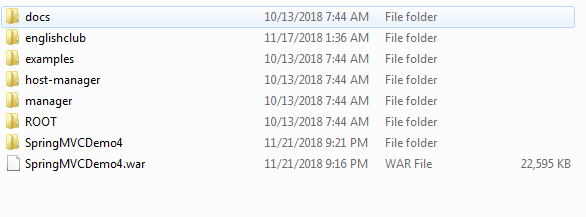 docs 10/13/2018 7:44 AM File folder
englishclub 11/17/2018 1:36 AM File folder
examples 10/13/2018 7:44 AM File folder
host-manager 10/13/2018 7:44 AM File folder
manager 10/13/2018 7:44 AM File folder
ROOT 10/13/2018 7:44 AM File folder
SpringMVCDemo4 11/21/2018 9:21 PM File folder
SpringMVCDemo4.war 11/21/2018 9:16 PM WAR File 22,595 KB